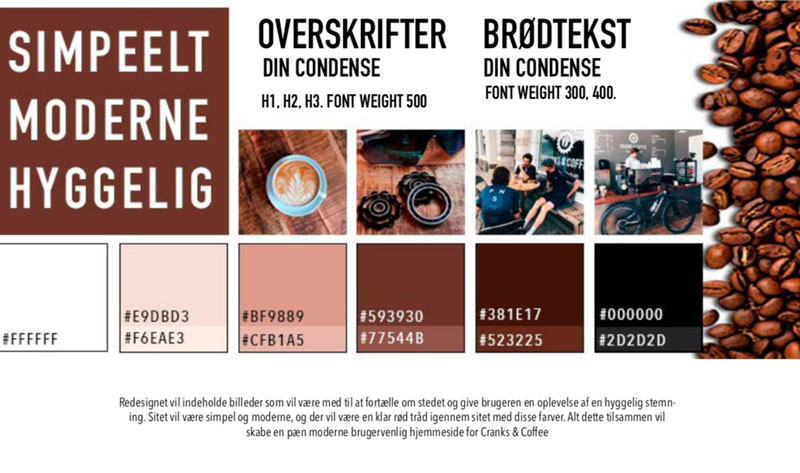 SIMPEELT
MODERNE
HYGGELIG
OVERSKRIFTER
DIN CONDENSE
H1, H2, H3. FONT WEIGHT 500
BRØDTEKST
DIN CONDENSE
FONT WEIGHT 300, 400.
& COFF
#FFFFFF
#E9DBD3
#F6EAE3
#BF9889
#CFB1A5
#593930
#77544B
#381E17
#523225
#000000
#2D2D2D
Redesignet vil indeholde billeder som vil være med til at fortælle om stedet og give brugeren en oplevelse af en hyggelig stemn-
ing. Sitet vil være simpel og moderne, og der vil være en klar rød tråd igennem sitet med disse farver. Alt dette tilsammen vil
skabe en pæn moderne brugervenlig hjemmeside for Cranks & Coffee